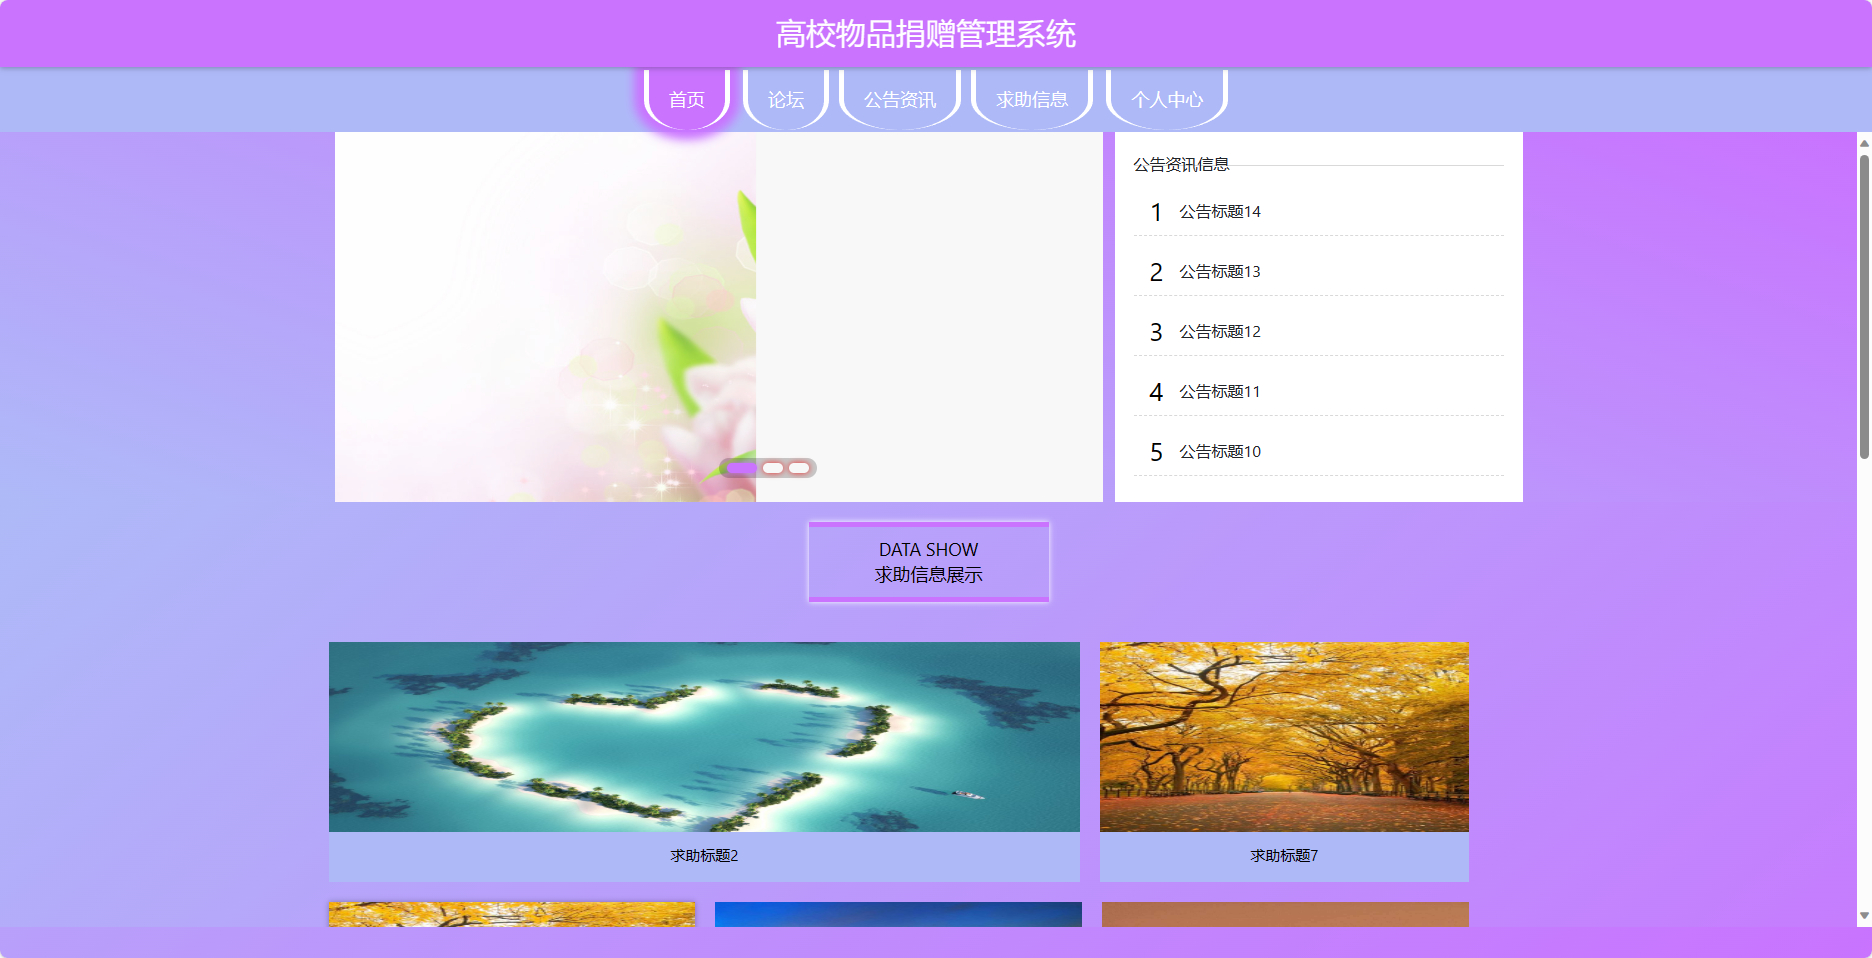 高校物品捐赠管理系统
首页
论坛
公告资讯
求助信息
个人中心
公告资讯信息
1 公告标题14
2 公告标题13
3 公告标题12
4 公告标题11
5 公告标题10
DATA SHOW
求助信息展示
求助标题2
求助标题7